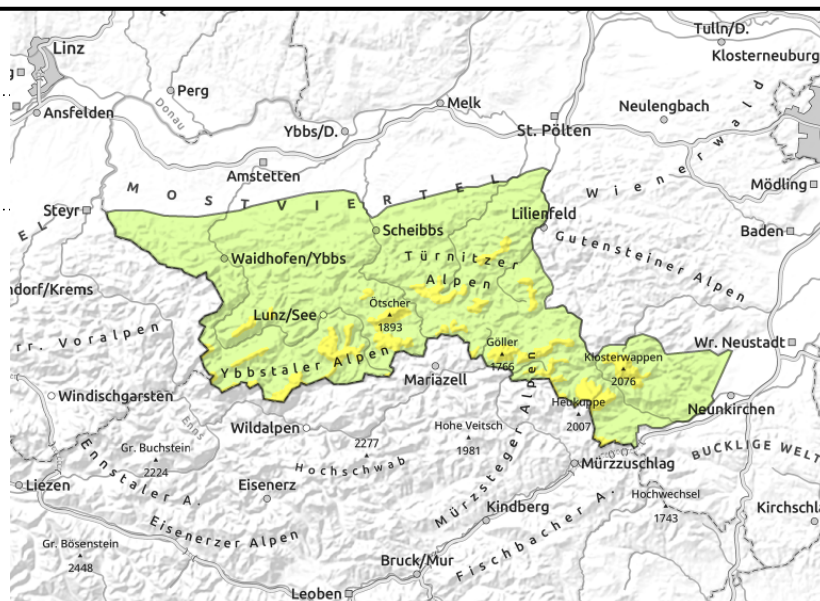 Linz
Tulln/D.
Klosterneuburg
Perg
Donau
Ansfelden
Melk
Neulengbach
Ybbs/D.
St. Pölten
Wienerwald
Amstetten
Mödling
MOSTVIERTEL
Steyr
Lilienfeld
Scheibbs
Baden
Waidhofen/Ybbs
Türnitzer
Alpen
Gutensteiner Alpen
ndorf/Krems
Ötscher
1893
Lunz/See
rr. Voralpen
Göller
1766
Wr. Neustadt
Klosterwappen
2076
Ybbstaler Alpen
Mariazell
Windischgarsten
Heukuppe
2007
Neunkirchen
Enns
Wildalpen
Hohe Veitsch
1981
2277
Hochschwab
Gr. Buchstein
2224
Ennstaler A.
Mürzsteger Alpen
BUCKLIGE WELT
Mürzzuschlag
Liezen
Eisenerz
Hochwechsel
1743
Kindberg
Kirchschla
Fischbacher A.
Eisenerzer Alpen
Gr. Bösenstein
2448
Bruck/Mur
Leoben